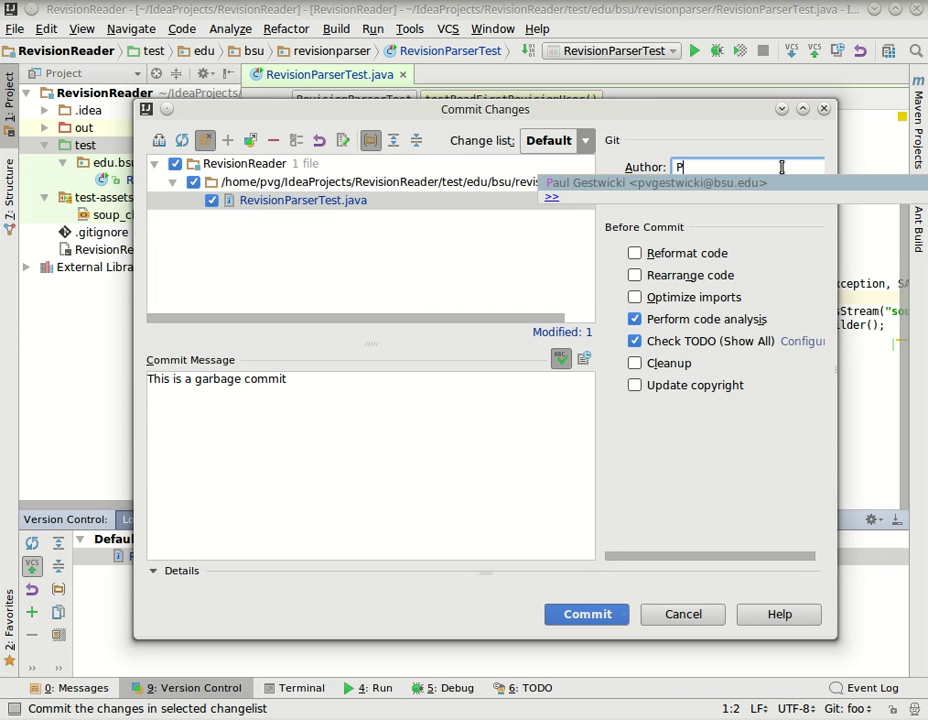 RevisionReader - [~/IdeaProjects/RevisionReader] - [RevisionReader] - ~/IdeaProjects/RevisionReader/test/edu/bsu/revisionparser/RevisionParserTest.java - I...
File Edit View Navigate Code Analyze Refactor Build Run Tools VCS Window Help
RevisionReader test edu bsu revisionparser RevisionParserTest RevisionParserTest
Project RevisionParserTest.java
RevisionReader ~/IdeaProjects/
RevisionParserTest testReadFirstRevisionUser()
.idea
out
test
edu.bsu
test-assets
soup_c
.gitignore
RevisionRe
External Libra
1: Project
7: Structure
2: Favorites
Maven Projects
Ant Build
Commit Changes
Change list: Default
Git
RevisionReader 1 file
/home/pvg/IdeaProjects/RevisionReader/test/edu/bsu/revis
RevisionParserTest.java
Author: P
Paul Gestwicki <pvgestwicki@bsu.edu>
>>
Before Commit
Reformat code
Rearrange code
Optimize imports
Perform code analysis
Check TODO (Show All) Configur
Cleanup
Update copyright
Modified: 1
Commit Message
This is a garbage commit
Details
Commit Cancel Help
xception, SA
sStream("sou
ilder();
Version Control: Lo
Defaul
0: Messages 9: Version Control Terminal 4: Run 5: Debug 6: TODO Event Log
Commit the changes in selected changelist 1:2 LF÷ UTF-8÷ Git: foo÷